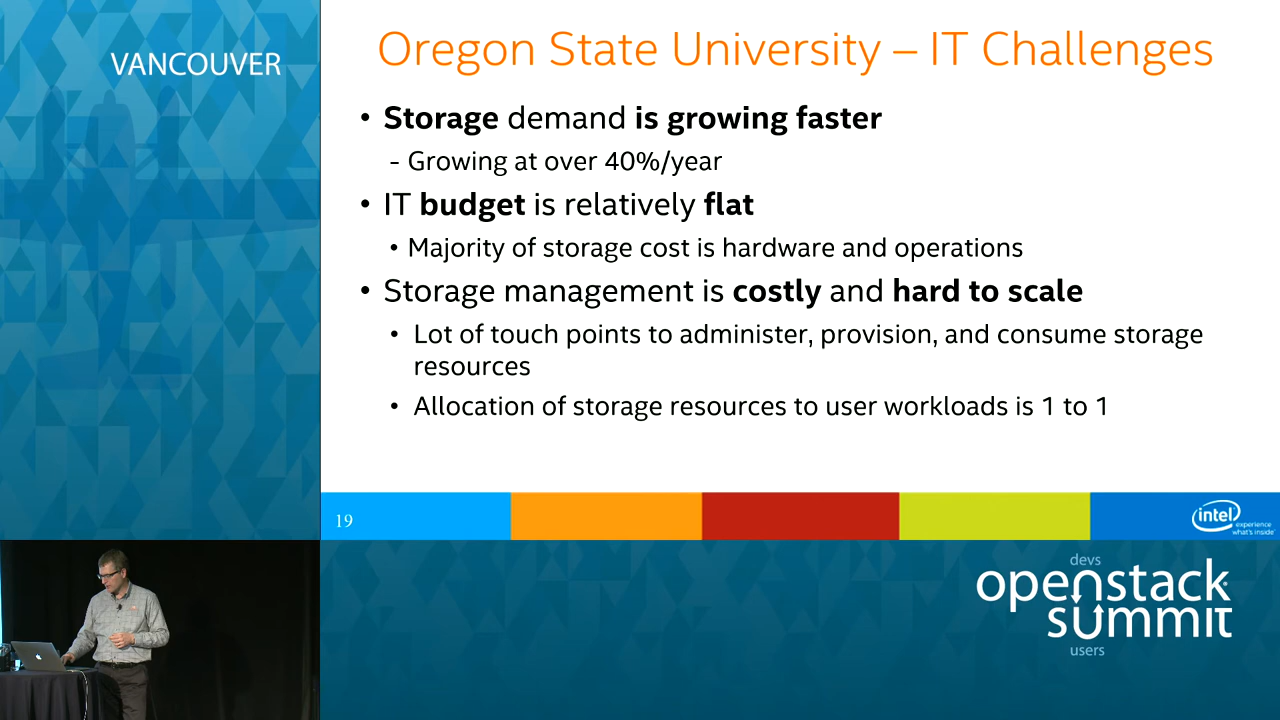 VANCOUVER
Oregon State University – IT Challenges
• Storage demand is growing faster
- Growing at over 40%/year
• IT budget is relatively flat
• Majority of storage cost is hardware and operations
• Storage management is costly and hard to scale
• Lot of touch points to administer, provision, and consume storage
resources
• Allocation of storage resources to user workloads is 1 to 1
19
intel
experience
what's inside™
devs
openstack
summit
users